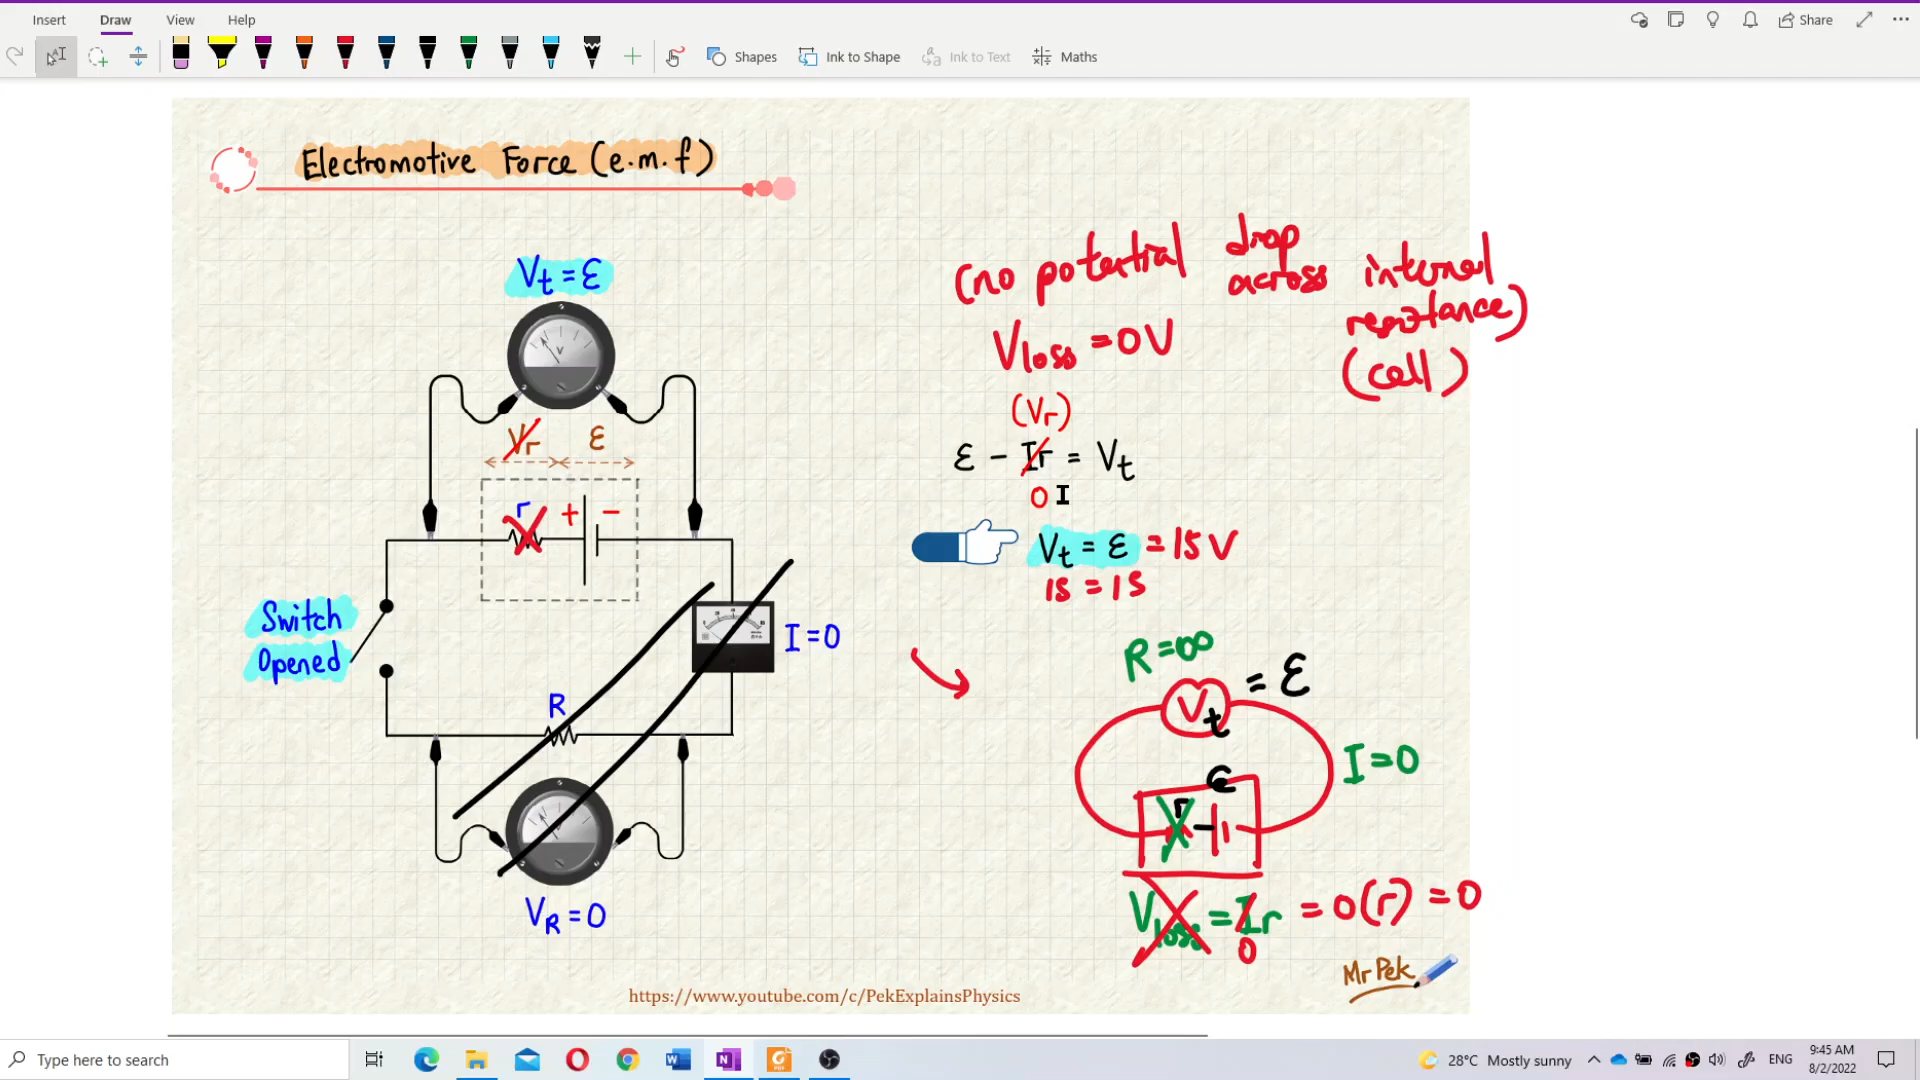 Insert Draw View Help
Share
Shapes Ink to Shape Ink to Text Maths
Electromotive Force (e.m.f)
(no potential drop across internal resistance)
(cell)
Vloss = 0V
Vt = ε
(Vr)
Vr ε
ε - Ir = Vt
0 I
r + -
Vt = ε = 15 V
15 = 15
Switch
Opened
I = 0
R = ∞
Vt = ε
R
I = 0
ε
r
VR = 0
Vloss = Ir = 0(r) = 0
0
Mr Pek
https://www.youtube.com/c/PekExplainsPhysics
Type here to search
28°C Mostly sunny
ENG
9:45 AM
8/2/2022